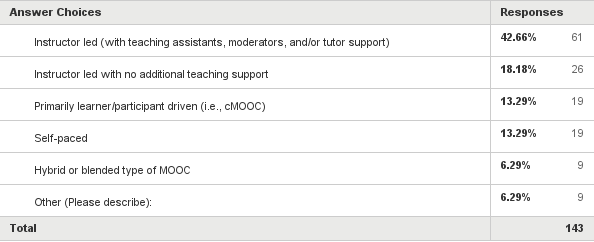 Answer Choices Responses
Instructor led (with teaching assistants, moderators, and/or tutor support) 42.66% 61
Instructor led with no additional teaching support 18.18% 26
Primarily learner/participant driven (i.e., cMOOC) 13.29% 19
Self-paced 13.29% 19
Hybrid or blended type of MOOC 6.29% 9
Other (Please describe): 6.29% 9
Total 143